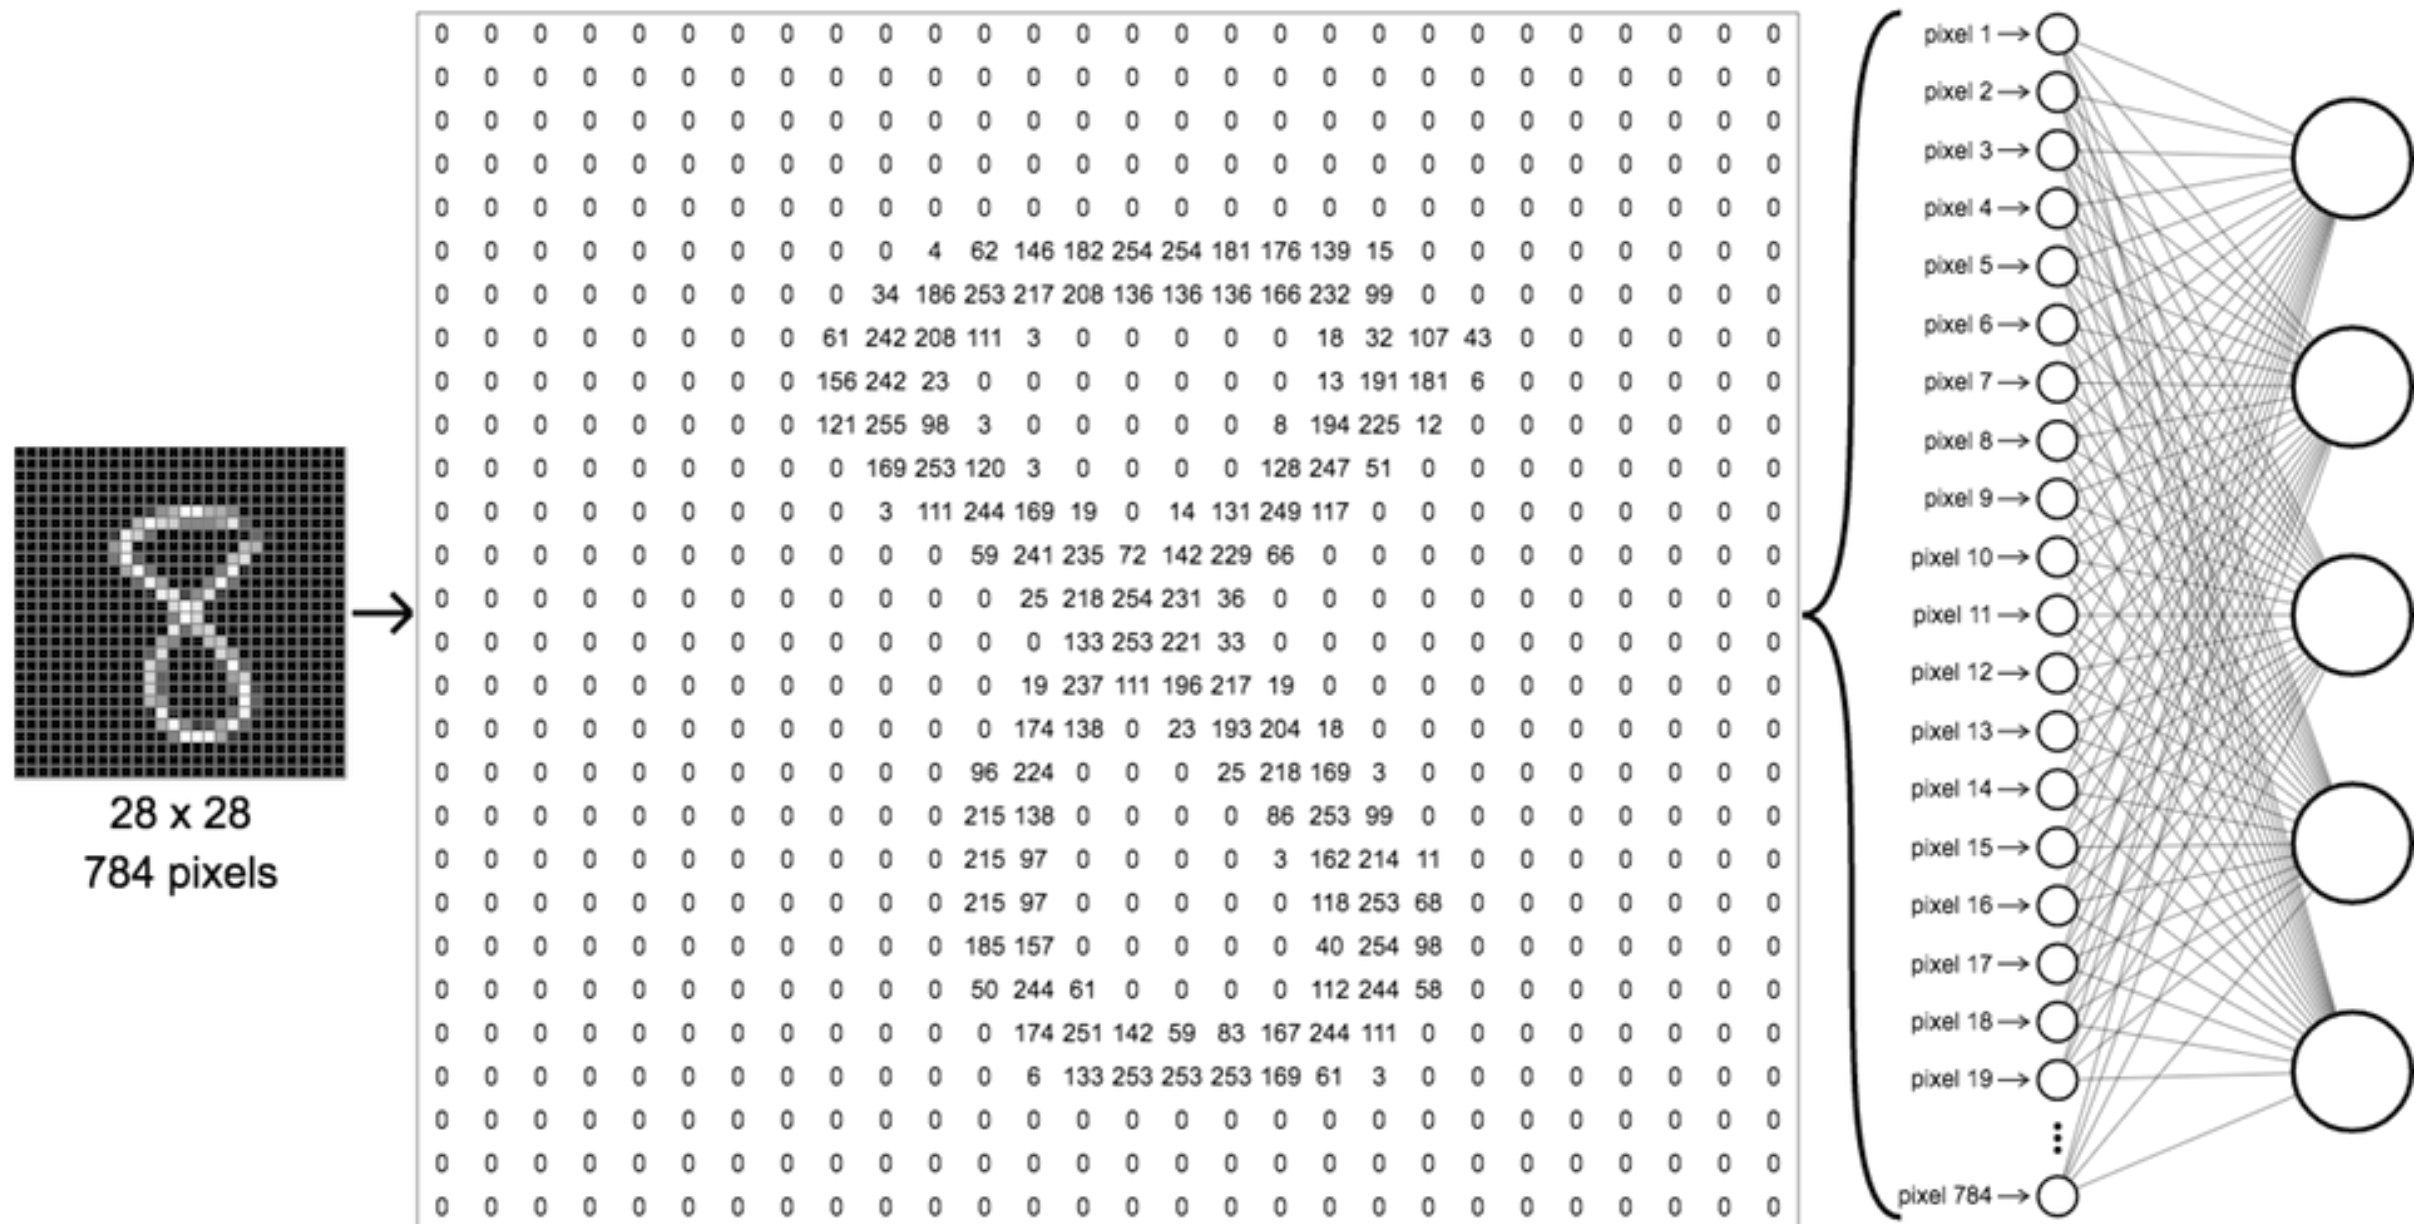 0 0 0 0 0 0 0 0 0 0 0 0 0 0 0 0 0 0 0 0 0 0 0 0 0 0 0 0
0 0 0 0 0 0 0 0 0 0 0 0 0 0 0 0 0 0 0 0 0 0 0 0 0 0 0 0
0 0 0 0 0 0 0 0 0 0 0 0 0 0 0 0 0 0 0 0 0 0 0 0 0 0 0 0
0 0 0 0 0 0 0 0 0 0 0 0 0 0 0 0 0 0 0 0 0 0 0 0 0 0 0 0
0 0 0 0 0 0 0 0 0 0 0 0 0 0 0 0 0 0 0 0 0 0 0 0 0 0 0 0
0 0 0 0 0 0 0 0 0 0 4 62 146 182 254 254 181 176 139 15 0 0 0 0 0 0 0 0
0 0 0 0 0 0 0 0 0 34 186 253 217 208 136 136 136 166 232 99 0 0 0 0 0 0 0 0
0 0 0 0 0 0 0 0 61 242 208 111 3 0 0 0 0 0 18 32 107 43 0 0 0 0 0 0
0 0 0 0 0 0 0 0 156 242 23 0 0 0 0 0 0 0 13 191 181 6 0 0 0 0 0 0
0 0 0 0 0 0 0 0 121 255 98 3 0 0 0 0 0 8 194 225 12 0 0 0 0 0 0 0
0 0 0 0 0 0 0 0 0 169 253 120 3 0 0 0 0 128 247 51 0 0 0 0 0 0 0 0
0 0 0 0 0 0 0 0 0 3 111 244 169 19 0 14 131 249 117 0 0 0 0 0 0 0 0 0
0 0 0 0 0 0 0 0 0 0 0 59 241 235 72 142 229 66 0 0 0 0 0 0 0 0 0 0
0 0 0 0 0 0 0 0 0 0 0 0 25 218 254 231 36 0 0 0 0 0 0 0 0 0 0 0
0 0 0 0 0 0 0 0 0 0 0 0 0 133 253 221 33 0 0 0 0 0 0 0 0 0 0 0
0 0 0 0 0 0 0 0 0 0 0 0 19 237 111 196 217 19 0 0 0 0 0 0 0 0 0 0
0 0 0 0 0 0 0 0 0 0 0 0 174 138 0 23 193 204 18 0 0 0 0 0 0 0 0 0
0 0 0 0 0 0 0 0 0 0 0 96 224 0 0 0 25 218 169 3 0 0 0 0 0 0 0 0
0 0 0 0 0 0 0 0 0 0 0 215 138 0 0 0 0 86 253 99 0 0 0 0 0 0 0 0
0 0 0 0 0 0 0 0 0 0 0 215 97 0 0 0 0 3 162 214 11 0 0 0 0 0 0 0
0 0 0 0 0 0 0 0 0 0 0 215 97 0 0 0 0 0 118 253 68 0 0 0 0 0 0 0
0 0 0 0 0 0 0 0 0 0 0 185 157 0 0 0 0 0 40 254 98 0 0 0 0 0 0 0
0 0 0 0 0 0 0 0 0 0 0 50 244 61 0 0 0 0 112 244 58 0 0 0 0 0 0 0
0 0 0 0 0 0 0 0 0 0 0 0 174 251 142 59 83 167 244 111 0 0 0 0 0 0 0 0
0 0 0 0 0 0 0 0 0 0 0 0 6 133 253 253 253 169 61 3 0 0 0 0 0 0 0 0
0 0 0 0 0 0 0 0 0 0 0 0 0 0 0 0 0 0 0 0 0 0 0 0 0 0 0 0
0 0 0 0 0 0 0 0 0 0 0 0 0 0 0 0 0 0 0 0 0 0 0 0 0 0 0 0
0 0 0 0 0 0 0 0 0 0 0 0 0 0 0 0 0 0 0 0 0 0 0 0 0 0 0 0
28 x 28
784 pixels
pixel 1
pixel 2
pixel 3
pixel 4
pixel 5
pixel 6
pixel 7
pixel 8
pixel 9
pixel 10
pixel 11
pixel 12
pixel 13
pixel 14
pixel 15
pixel 16
pixel 17
pixel 18
pixel 19
pixel 784